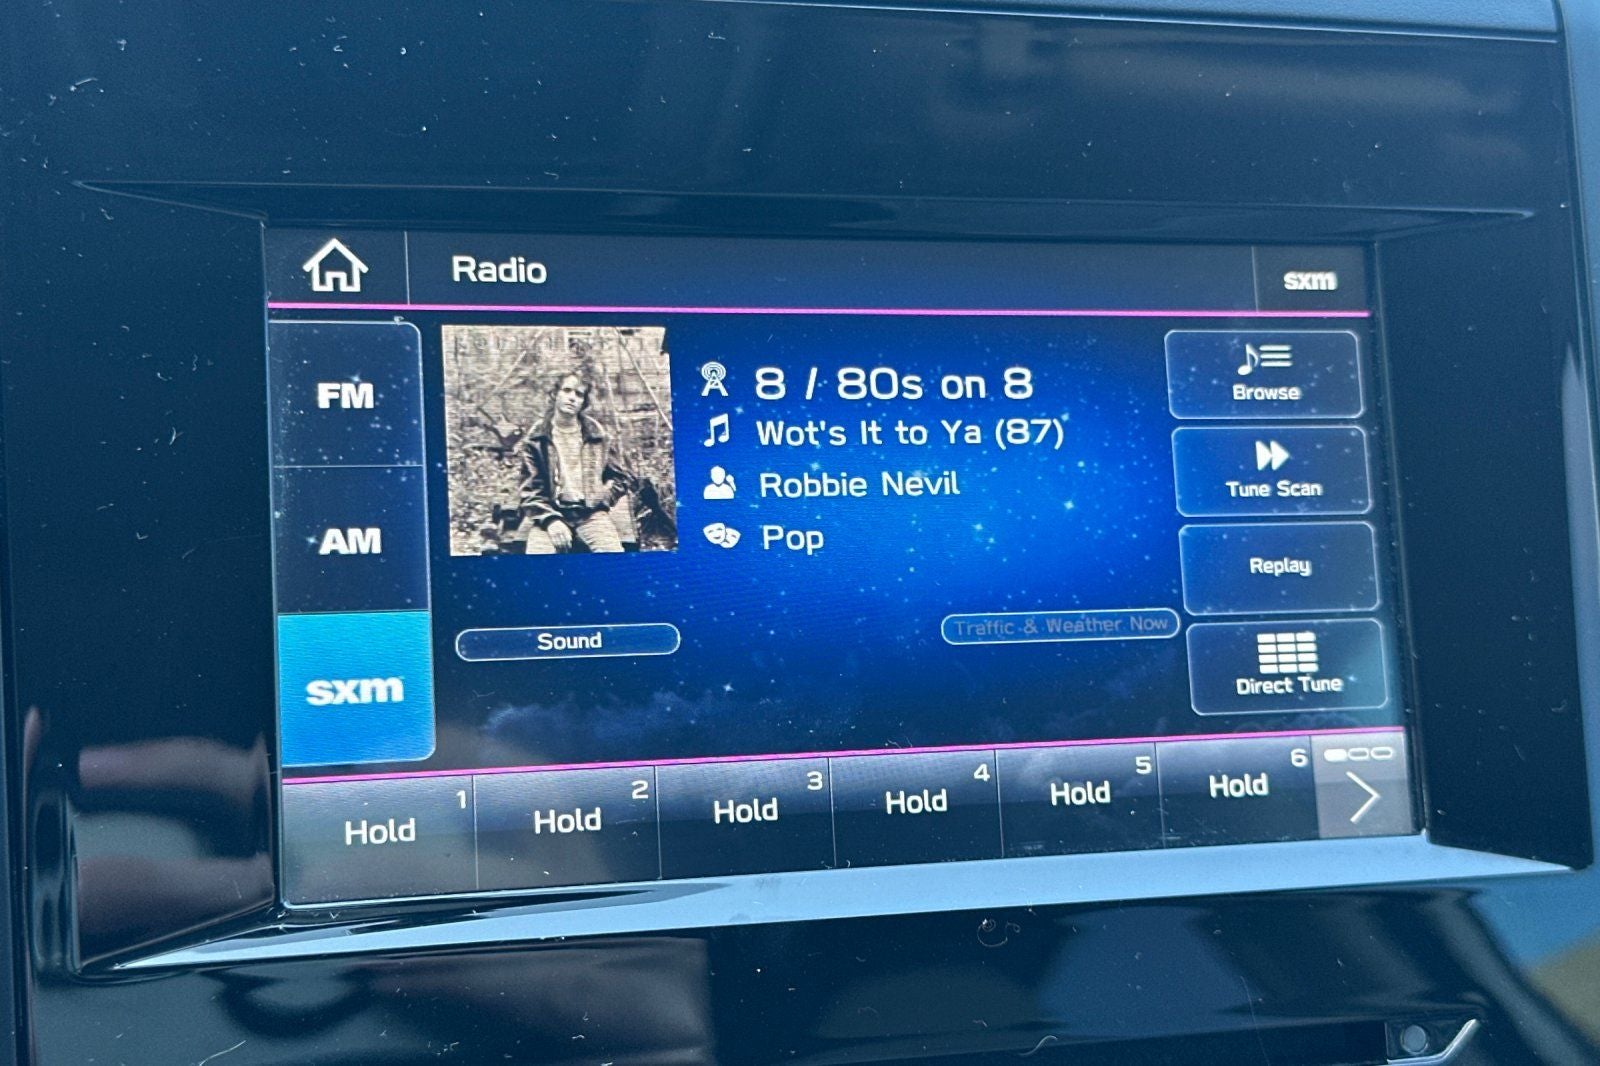 Radio
sxm
FM
AM
sxm
8 / 80s on 8
Wot's It to Ya (87)
Robbie Nevil
Pop
Sound
Traffic & Weather Now
Browse
Tune Scan
Replay
Direct Tune
1 Hold
2 Hold
3 Hold
4 Hold
5 Hold
6 Hold